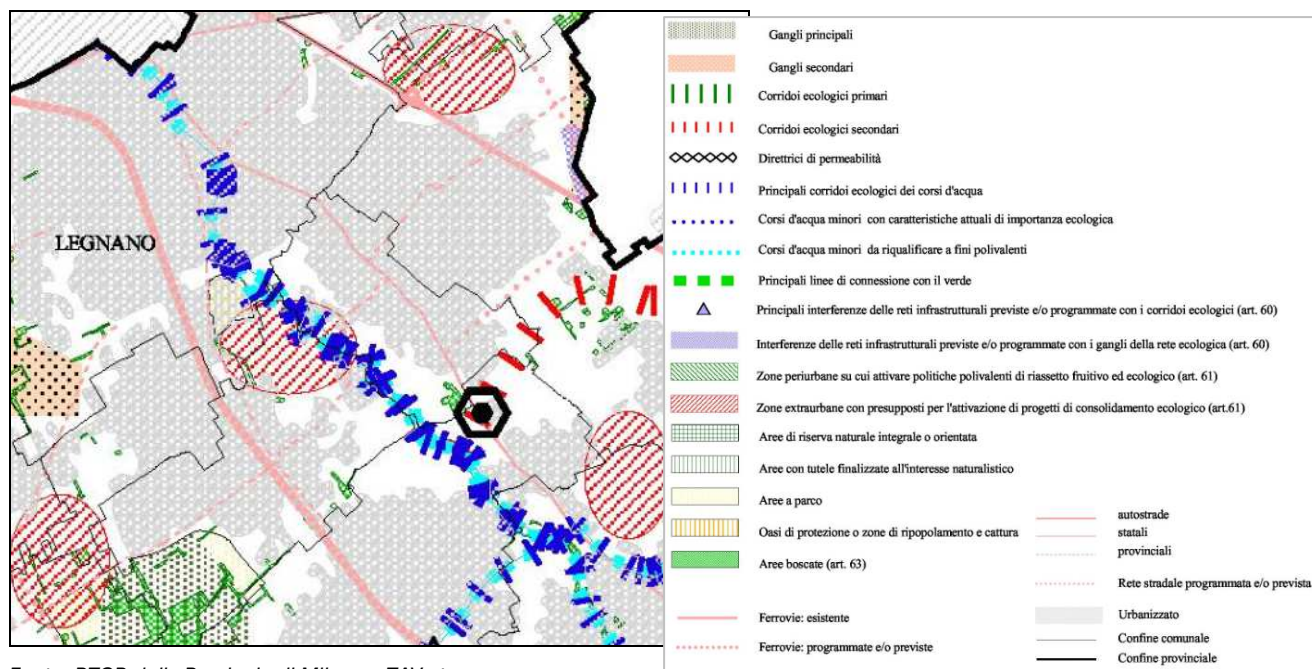 LEGNANO
Gangli principali
Gangli secondari
Corridoi ecologici primari
Corridoi ecologici secondari
Direttrici di permeabilità
Principali corridoi ecologici dei corsi d'acqua
Corsi d'acqua minori con caratteristiche attuali di importanza ecologica
Corsi d'acqua minori da riqualificare a fini polivalenti
Principali linee di connessione con il verde
Principali interferenze delle reti infrastrutturali previste e/o programmate con i corridoi ecologici (art. 60)
Interferenze delle reti infrastrutturali previste e/o programmate con i gangli della rete ecologica (art. 60)
Zone periurbane su cui attivare politiche polivalenti di riassetto fruitivo ed ecologico (art. 61)
Zone extraurbane con presupposti per l'attivazione di progetti di consolidamento ecologico (art.61)
Aree di riserva naturale integrale o orientata
Aree con tutele finalizzate all'interesse naturalistico
Aree a parco
Oasi di protezione o zone di ripopolamento e cattura
Aree boscate (art. 63)
Ferrovie: esistente
Ferrovie: programmate e/o previste
autostrade
statali
provinciali
Rete stradale programmata e/o prevista
Urbanizzato
Confine comunale
Confine provinciale